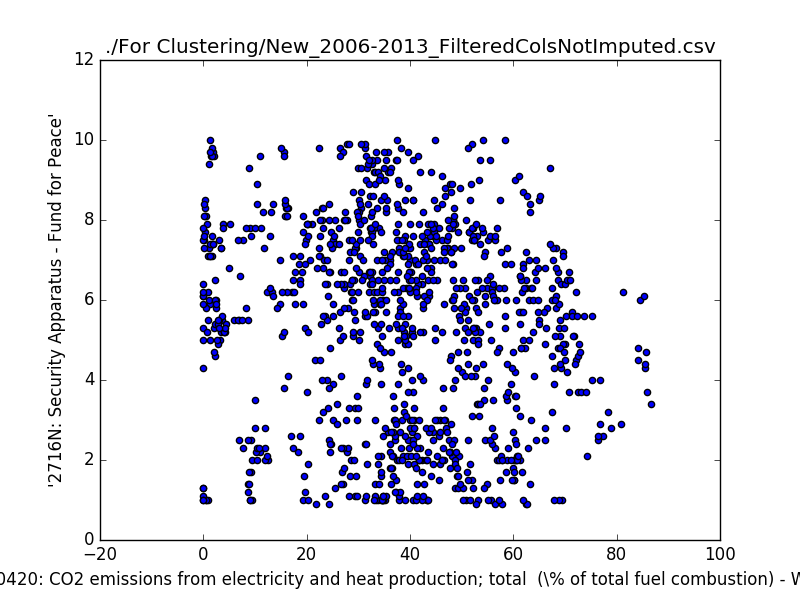 ./For Clustering/New_2006-2013_FilteredColsNotImputed.csv
12
10
8
6
4
2
0
'2716N: Security Apparatus - Fund for Peace'
−20 0 20 40 60 80 100
0420: CO2 emissions from electricity and heat production; total (\% of total fuel combustion) -